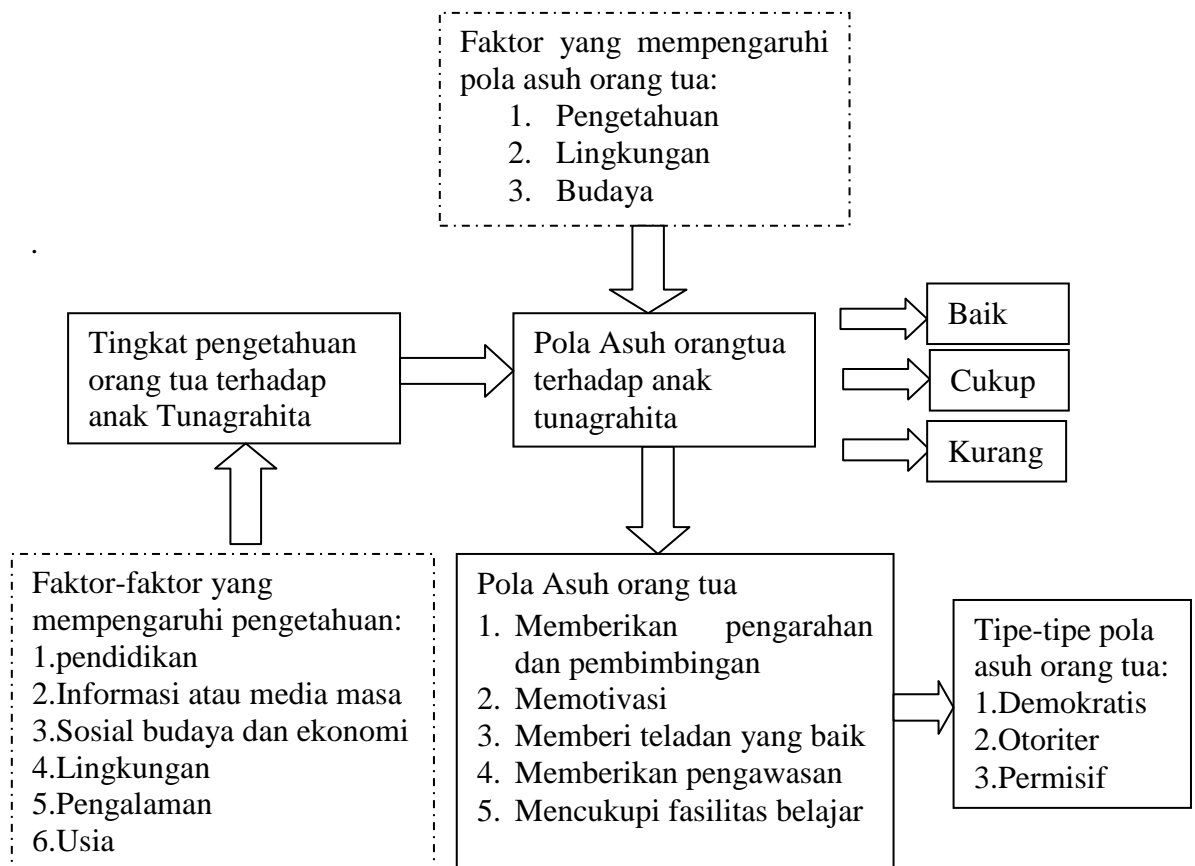 Faktor yang mempengaruhi
pola asuh orang tua:
1. Pengetahuan
2. Lingkungan
3. Budaya
.
Tingkat pengetahuan
orang tua terhadap
anak Tunagrahita
Pola Asuh orangtua
terhadap anak
tunagrahita
Baik
Cukup
Kurang
Faktor-faktor yang
mempengaruhi pengetahuan:
1.pendidikan
2.Informasi atau media masa
3.Sosial budaya dan ekonomi
4.Lingkungan
5.Pengalaman
6.Usia
Pola Asuh orang tua
1. Memberikan pengarahan
dan pembimbingan
2. Memotivasi
3. Memberi teladan yang baik
4. Memberikan pengawasan
5. Mencukupi fasilitas belajar
Tipe-tipe pola
asuh orang tua:
1.Demokratis
2.Otoriter
3.Permisif